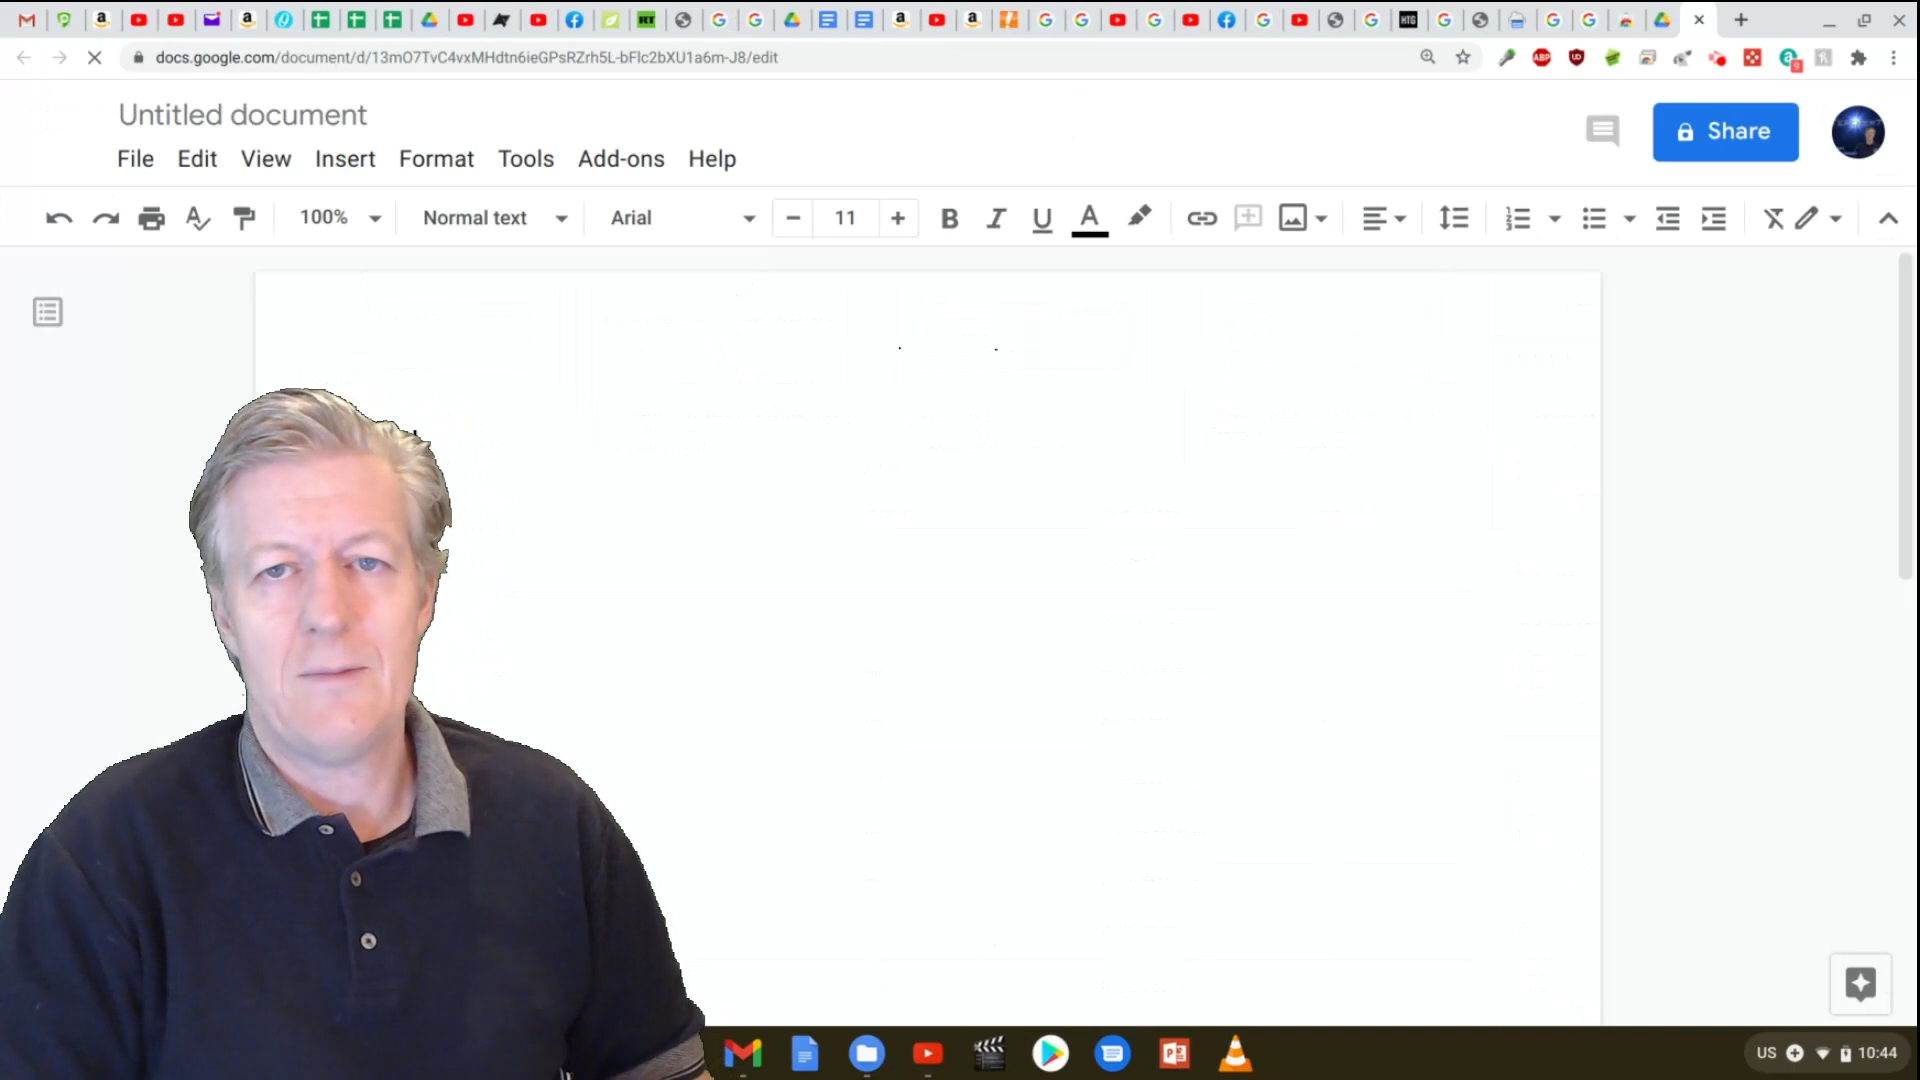 docs.google.com/document/d/13mO7TvC4vxMHdtn6ieGPsRZrh5L-bFlc2bXU1a6m-J8/edit
Untitled document
File Edit View Insert Format Tools Add-ons Help
Share
100% Normal text Arial 11
US 10:44